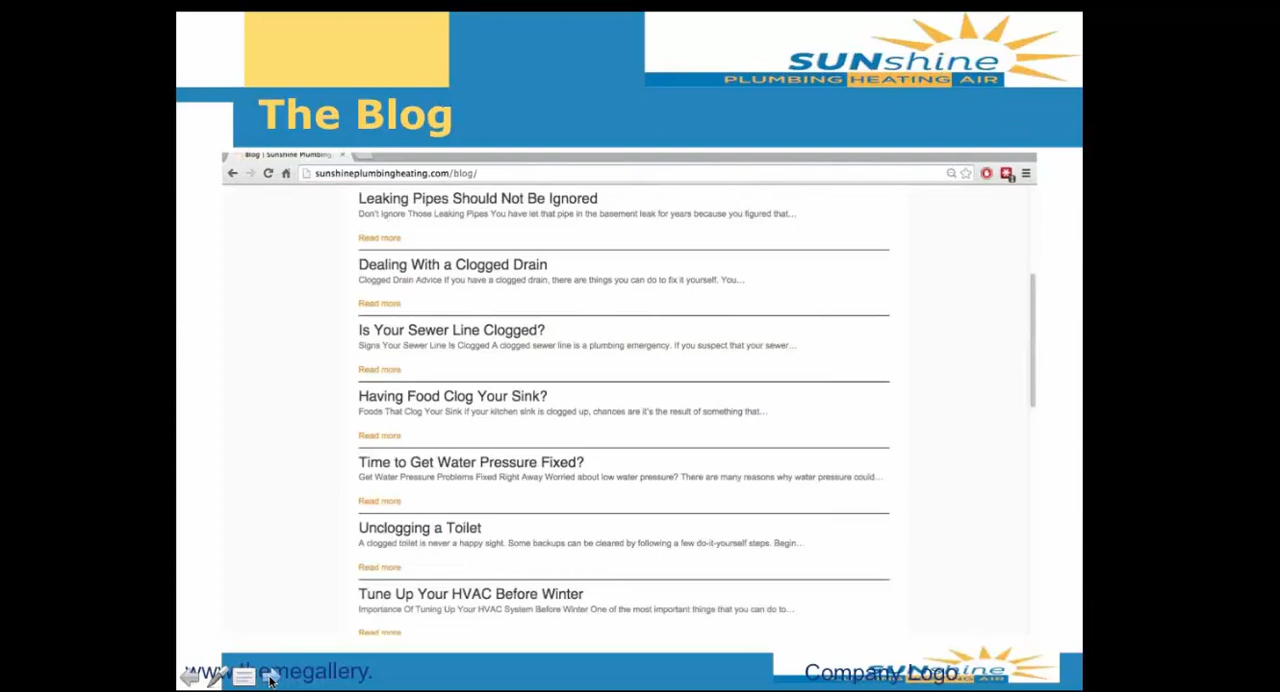 SUNshine
PLUMBING HEATING AIR
The Blog
Blog | Sunshine Plumbing,
sunshineplumbingheating.com/blog/
Leaking Pipes Should Not Be Ignored
Don't Ignore Those Leaking Pipes You have let that pipe in the basement leak for years because you figured that...
Read more
Dealing With a Clogged Drain
Clogged Drain Advice If you have a clogged drain, there are things you can do to fix it yourself. You...
Read more
Is Your Sewer Line Clogged?
Signs Your Sewer Line Is Clogged A clogged sewer line is a plumbing emergency. If you suspect that your sewer...
Read more
Having Food Clog Your Sink?
Foods That Clog Your Sink If your kitchen sink is clogged up, chances are it's the result of something that...
Read more
Time to Get Water Pressure Fixed?
Get Water Pressure Problems Fixed Right Away Worried about low water pressure? There are many reasons why water pressure could...
Read more
Unclogging a Toilet
A clogged toilet is never a happy sight. Some backups can be cleared by following a few do-it-yourself steps. Begin...
Read more
Tune Up Your HVAC Before Winter
Importance Of Tuning Up Your HVAC System Before Winter One of the most important things that you can do to...
Read more
Company Logo
SUNshine